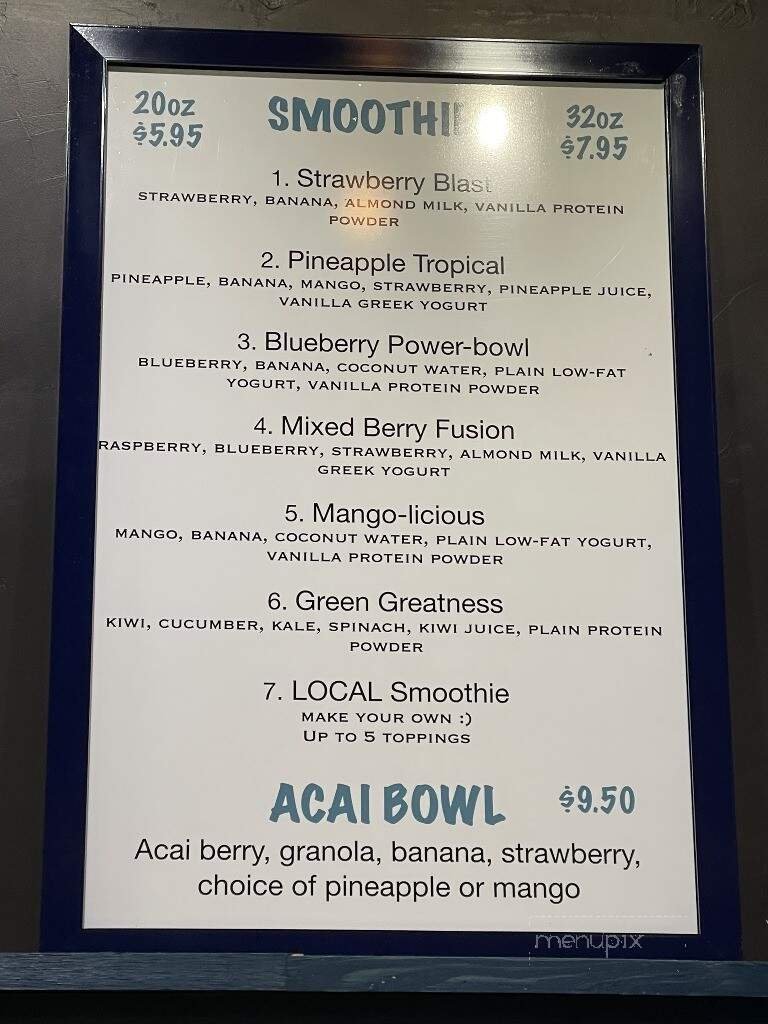 20oz SMOOTHI 32oz
$5.95 $7.95
1. Strawberry Blast
STRAWBERRY, BANANA, ALMOND MILK, VANILLA PROTEIN
POWDER
2. Pineapple Tropical
PINEAPPLE, BANANA, MANGO, STRAWBERRY, PINEAPPLE JUICE,
VANILLA GREEK YOGURT
3. Blueberry Power-bowl
BLUEBERRY, BANANA, COCONUT WATER, PLAIN LOW-FAT
YOGURT, VANILLA PROTEIN POWDER
4. Mixed Berry Fusion
RASPBERRY, BLUEBERRY, STRAWBERRY, ALMOND MILK, VANILLA
GREEK YOGURT
5. Mango-licious
MANGO, BANANA, COCONUT WATER, PLAIN LOW-FAT YOGURT,
VANILLA PROTEIN POWDER
6. Green Greatness
KIWI, CUCUMBER, KALE, SPINACH, KIWI JUICE, PLAIN PROTEIN
POWDER
7. LOCAL Smoothie
MAKE YOUR OWN :)
UP TO 5 TOPPINGS
ACAI BOWL $9.50
Acai berry, granola, banana, strawberry,
choice of pineapple or mango
menupix